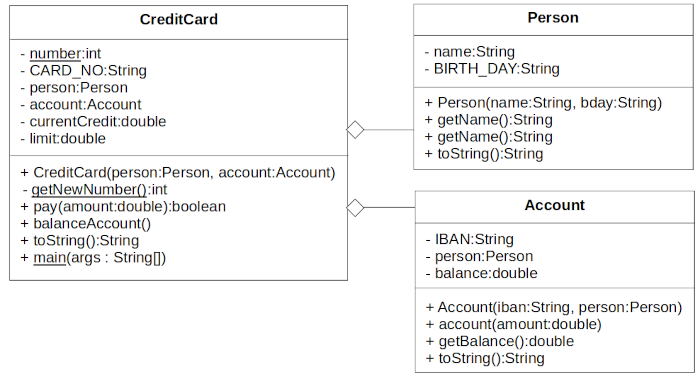 CreditCard
- number:int
- CARD_NO:String
- person:Person
- account:Account
- currentCredit:double
- limit:double
+ CreditCard(person:Person, account:Account)
- getNewNumber():int
+ pay(amount:double):boolean
+ balanceAccount()
+ toString():String
+ main(args : String[])
Person
- name:String
- BIRTH_DAY:String
+ Person(name:String, bday:String)
+ getName():String
+ getName():String
+ toString():String
Account
- IBAN:String
- person:Person
- balance:double
+ Account(iban:String, person:Person)
+ account(amount:double)
+ getBalance():double
+ toString():String